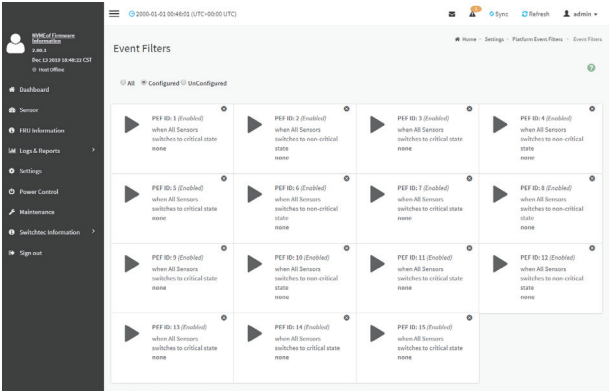 2000-01-01 00:48:01 (UTC+00:00 UTC)
Sync
Refresh
admin
NVMEof Firmware
Information
2.00.1
Dec 13 2019 18:48:22 CST
Host Offline
Dashboard
Sensor
FRU Information
Logs & Reports
Settings
Power Control
Maintenance
Switchtec Information
Sign out
Event Filters
Home - Settings - Platform Event Filters - Event Filters
All Configured UnConfigured
PEF ID: 1 (Enabled)
when All Sensors
switches to critical state
none
PEF ID: 2 (Enabled)
when All Sensors
switches to non-critical
state
none
PEF ID: 3 (Enabled)
when All Sensors
switches to critical state
none
PEF ID: 4 (Enabled)
when All Sensors
switches to non-critical
state
none
PEF ID: 5 (Enabled)
when All Sensors
switches to critical state
none
PEF ID: 6 (Enabled)
when All Sensors
switches to non-critical
state
none
PEF ID: 7 (Enabled)
when All Sensors
switches to critical state
none
PEF ID: 8 (Enabled)
when All Sensors
switches to non-critical
state
none
PEF ID: 9 (Enabled)
when All Sensors
switches to critical state
none
PEF ID: 10 (Enabled)
when All Sensors
switches to non-critical
state
none
PEF ID: 11 (Enabled)
when All Sensors
switches to critical state
none
PEF ID: 12 (Enabled)
when All Sensors
switches to non-critical
state
none
PEF ID: 13 (Enabled)
when All Sensors
switches to critical state
none
PEF ID: 14 (Enabled)
when All Sensors
switches to critical state
none
PEF ID: 15 (Enabled)
when All Sensors
switches to critical state
none